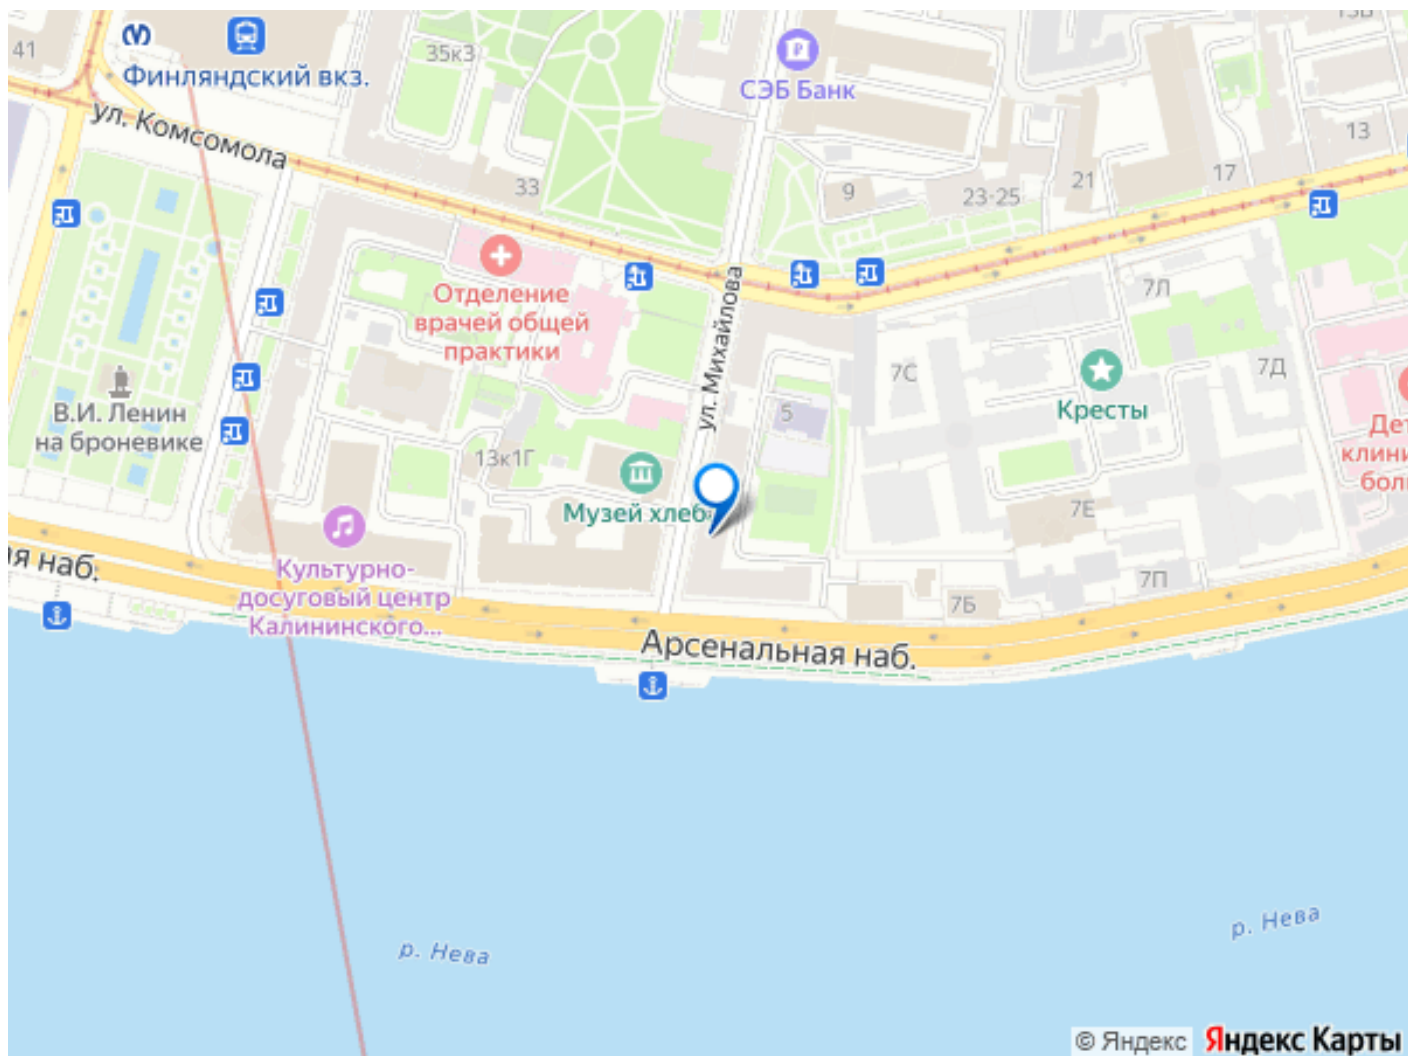 41
35к3
Финляндский вкз.
СЭБ Банк
ул. Комсомола
13
17
21
9
23-25
33
Отделение
врачей общей
практики
ул. Михайлова
7Л
7С
7Д
Кресты
5
В.И. Ленин
на броневике
13к1Г
Музей хлеб
7Е
Культурно-
досуговый центр
Калининского...
7П
7Б
Арсенальная наб.
наб.
р. Нева
р. Нева
© Яндекс
Яндекс Карты